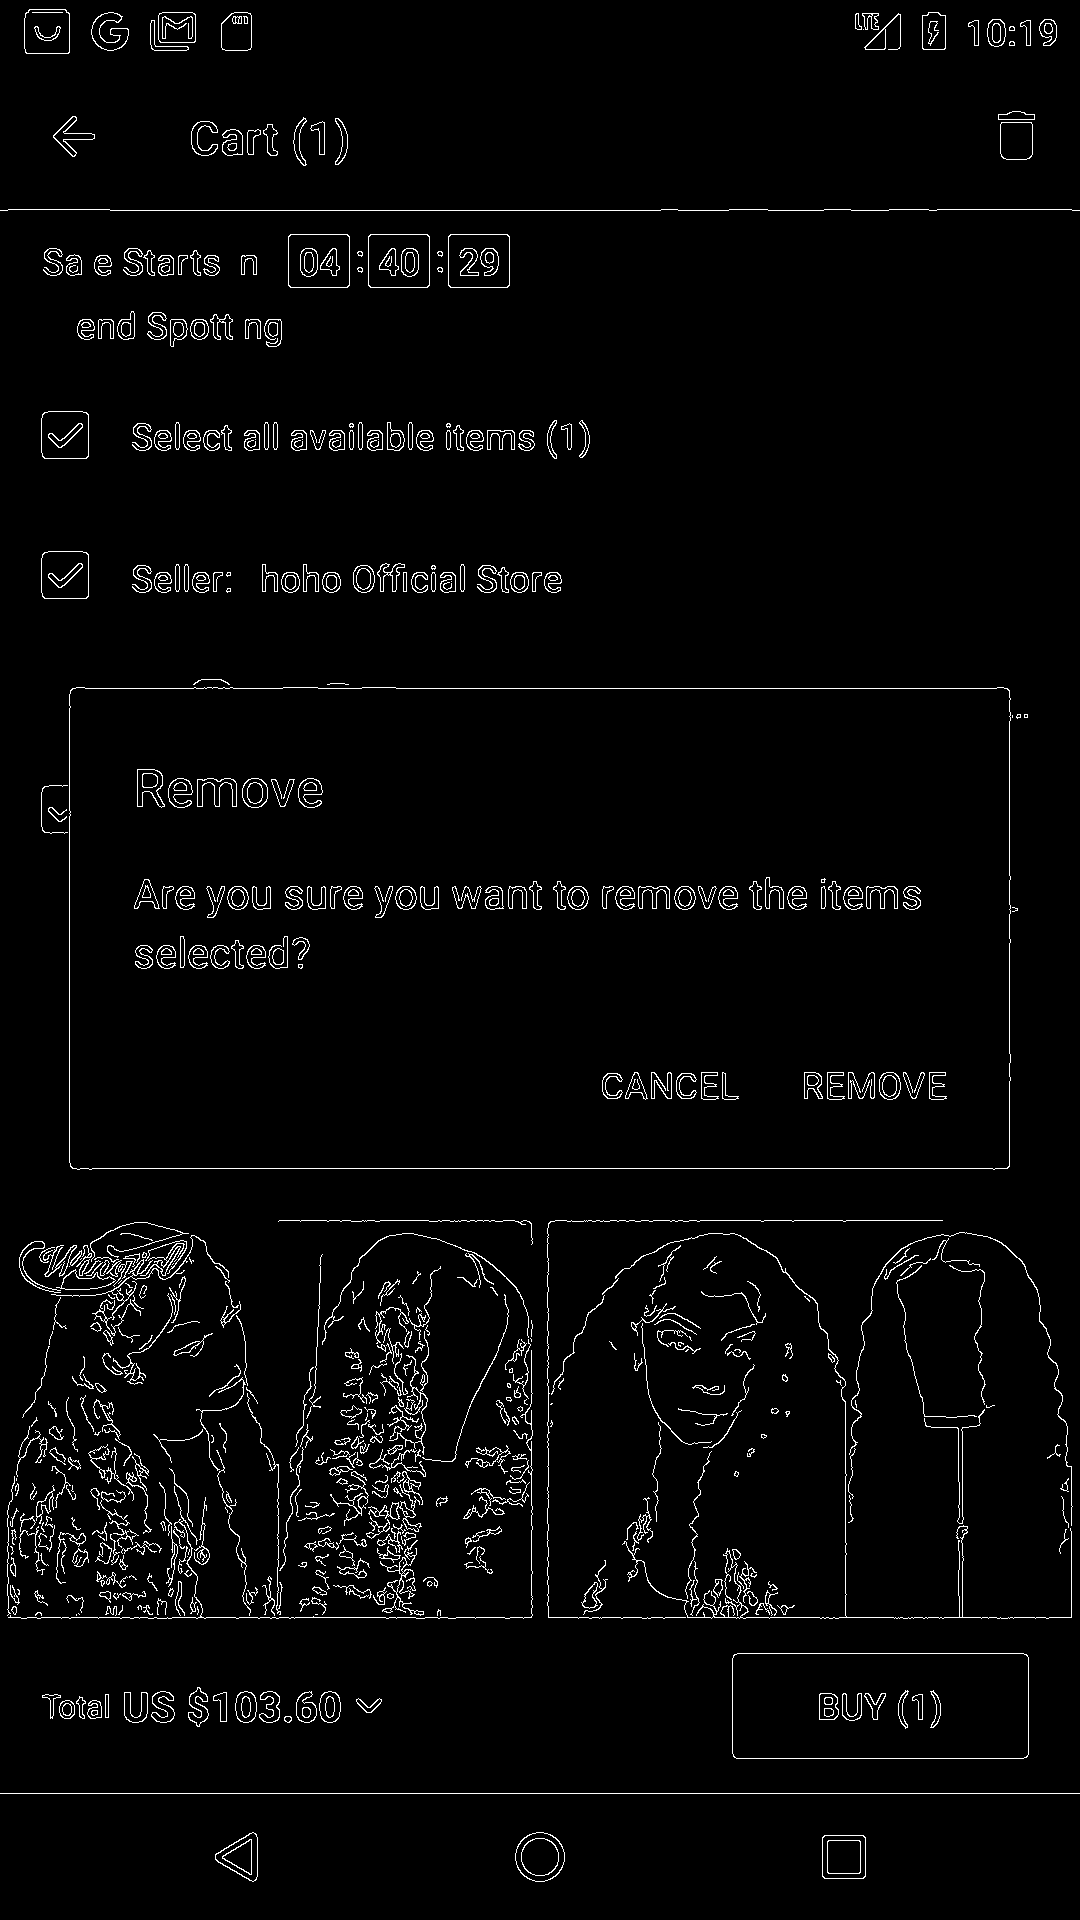 10:19
Cart (1)
Sa e Starts n 04 : 40 : 29
end Spott ng
Select all available items (1)
Seller: hoho Official Store
Remove
Are you sure you want to remove the items
selected?
CANCEL REMOVE
Wingirl
Total US $103.60
BUY (1)